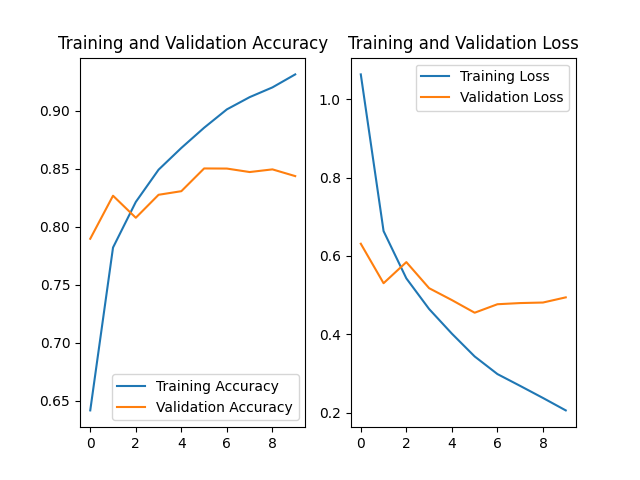 Training and Validation Accuracy
0.90
0.85
0.80
0.75
0.70
0.65
Training Accuracy
Validation Accuracy
0 2 4 6 8
Training and Validation Loss
Training Loss
Validation Loss
1.0
0.8
0.6
0.4
0.2
0 2 4 6 8